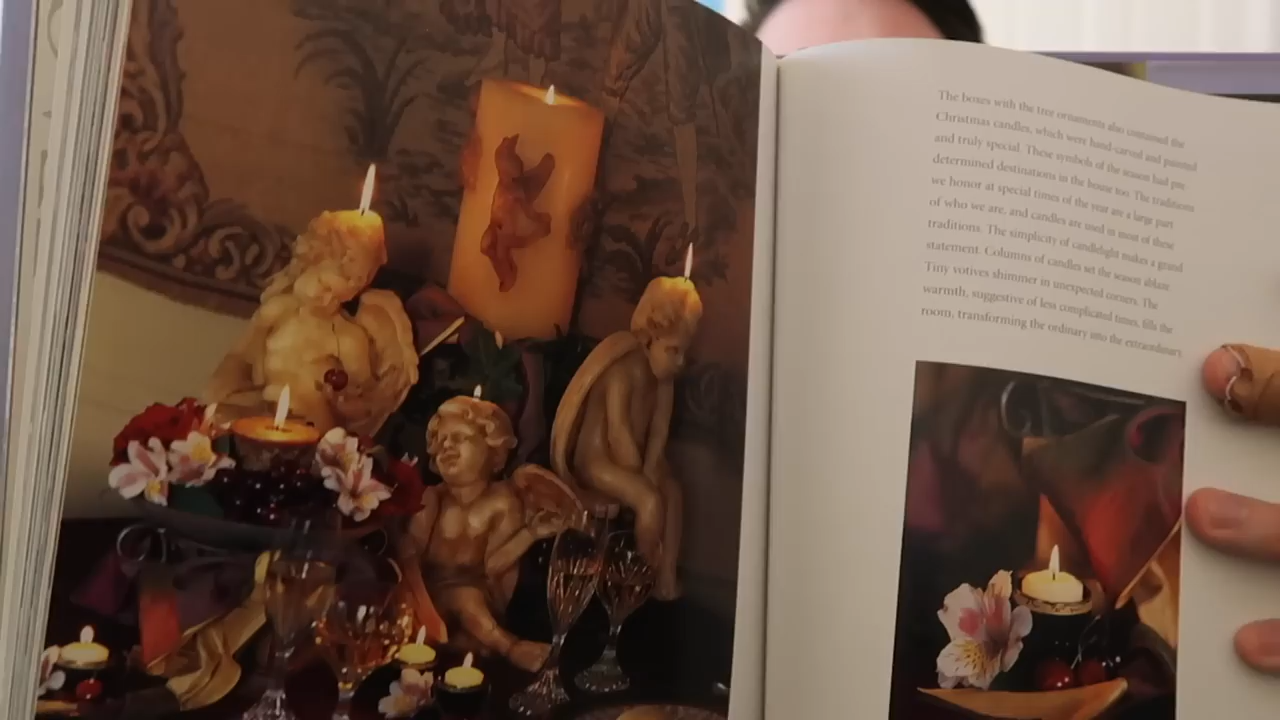 The boxes with the tree ornaments also contained the
Christmas candles, which were hand-carved and painted
and truly special. These symbols of the season had pre-
determined destinations in the house too. The traditions
we honor at special times of the year are a large part
of who we are, and candles are used in most of these
traditions. The simplicity of candlelight makes a grand
statement. Columns of candles set the season ablaze.
Tiny votives shimmer in unexpected corners. The
warmth, suggestive of less complicated times, fills the
room, transforming the ordinary into the extraordinary.